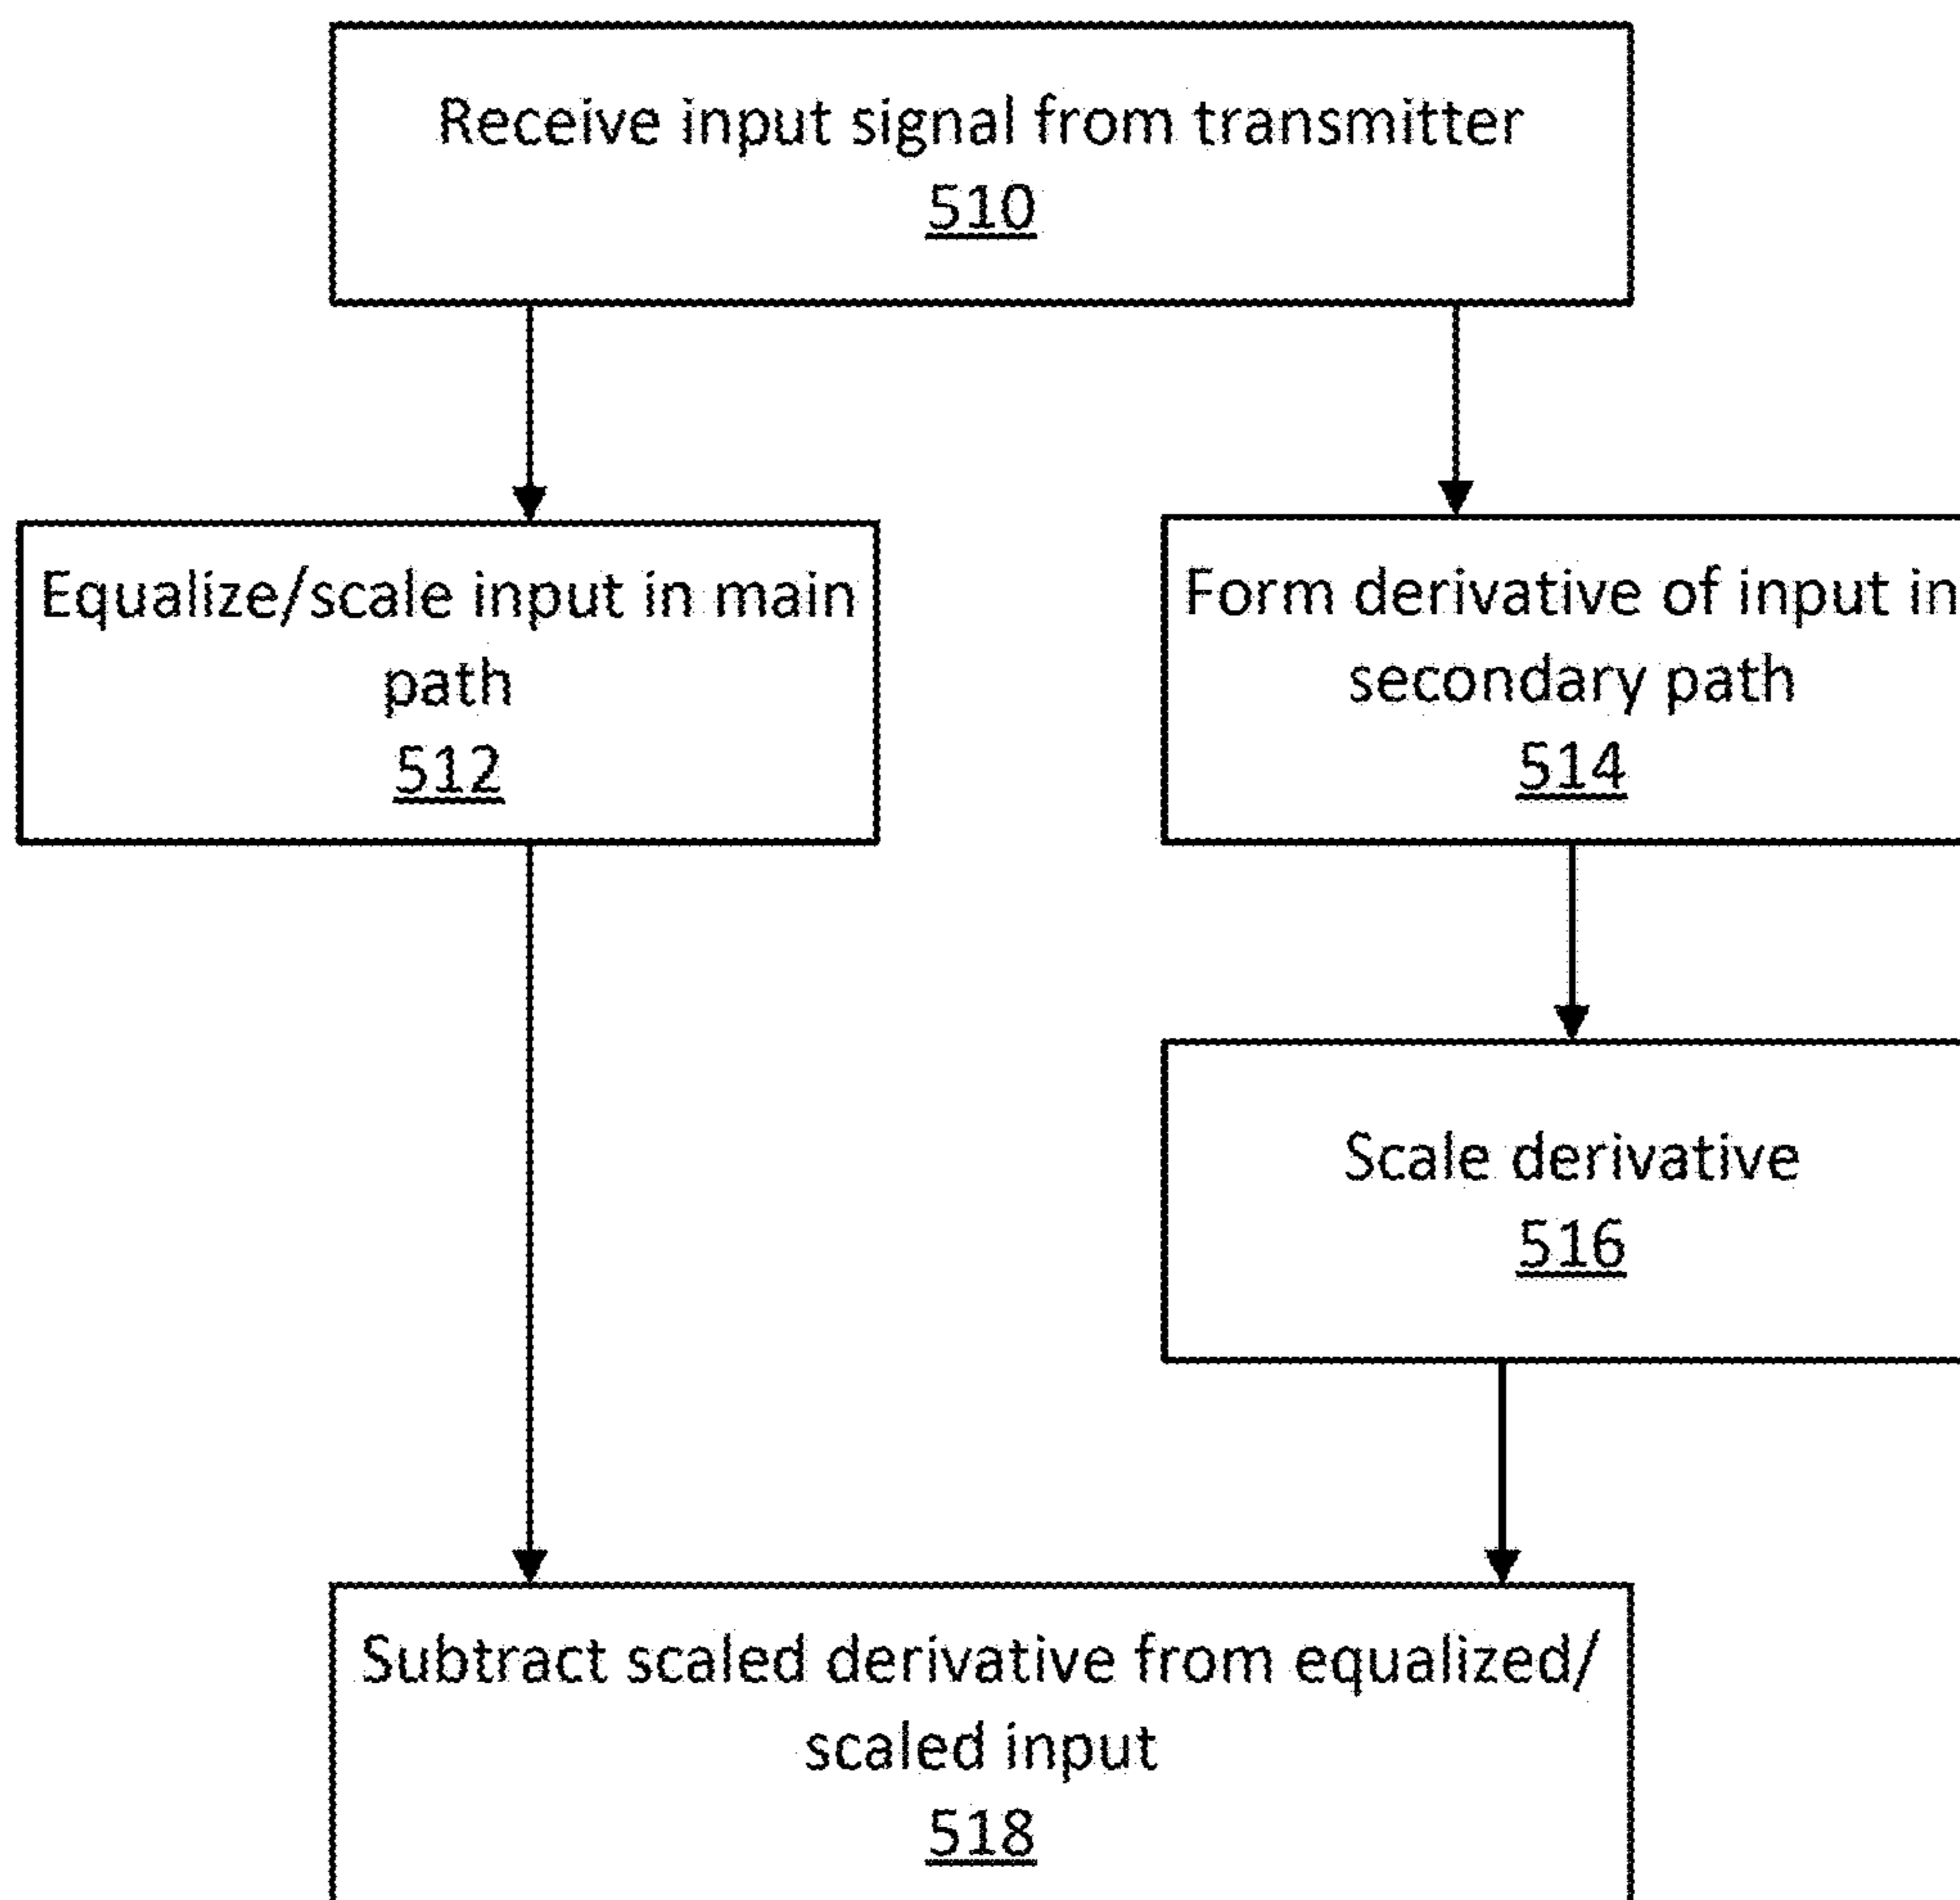 Receive input signal from transmitter
510
Equalize/scale input in main
path
512
Form derivative of input in
secondary path
514
Scale derivative
516
Subtract scaled derivative from equalized/
scaled input
518